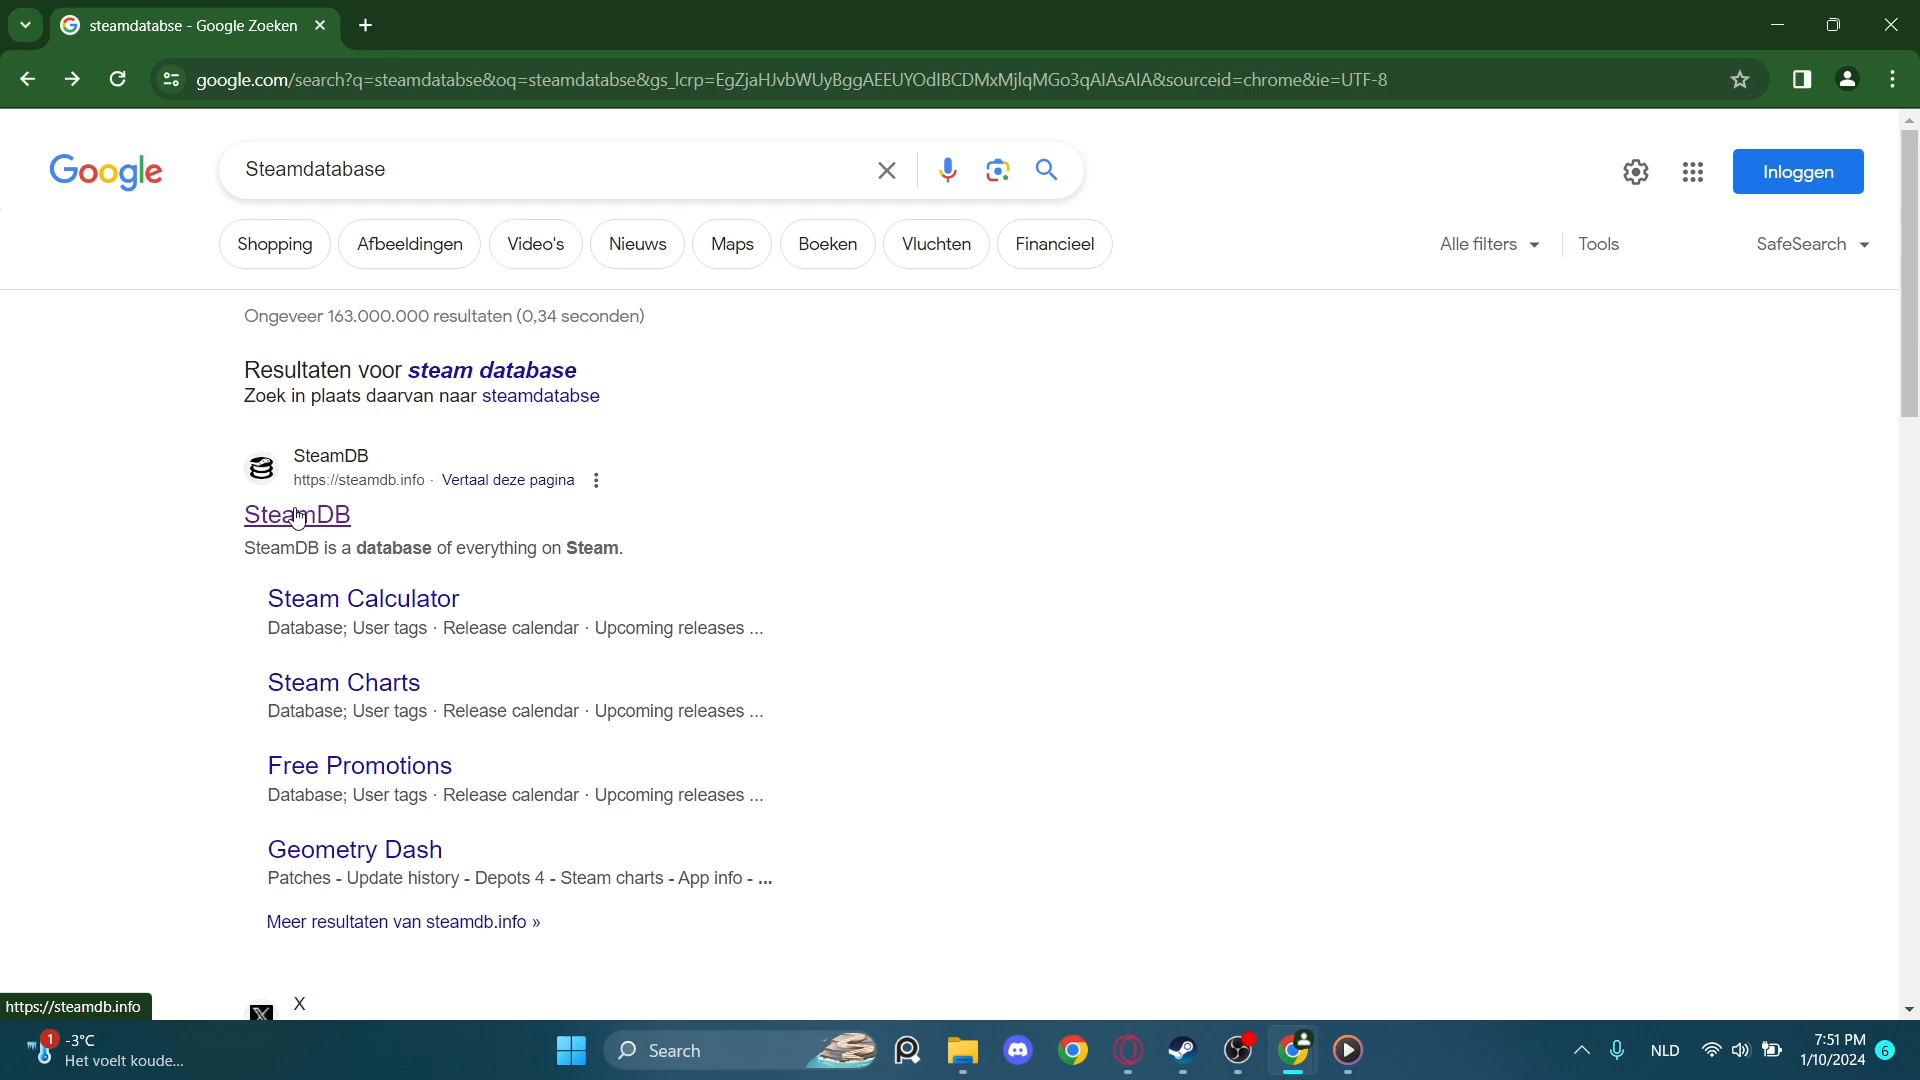 steamdatabse - Google Zoeken
google.com/search?q=steamdatabse&oq=steamdatabse&gs_lcrp=EgZjaHJvbWUyBggAEEUYOdIBCDMxMjlqMGo3qAIAsAIA&sourceid=chrome&ie=UTF-8
Google
Steamdatabase
Inloggen
Shopping
Afbeeldingen
Video's
Nieuws
Maps
Boeken
Vluchten
Financieel
Alle filters
Tools
SafeSearch
Ongeveer 163.000.000 resultaten (0,34 seconden)
Resultaten voor steam database
Zoek in plaats daarvan naar steamdatabse
SteamDB
https://steamdb.info · Vertaal deze pagina
SteamDB
SteamDB is a database of everything on Steam.
Steam Calculator
Database; User tags · Release calendar · Upcoming releases ...
Steam Charts
Database; User tags · Release calendar · Upcoming releases ...
Free Promotions
Database; User tags · Release calendar · Upcoming releases ...
Geometry Dash
Patches - Update history - Depots 4 - Steam charts - App info - ...
Meer resultaten van steamdb.info »
X
https://steamdb.info
1
-3°C
Het voelt koude...
Search
NLD
7:51 PM
1/10/2024
6